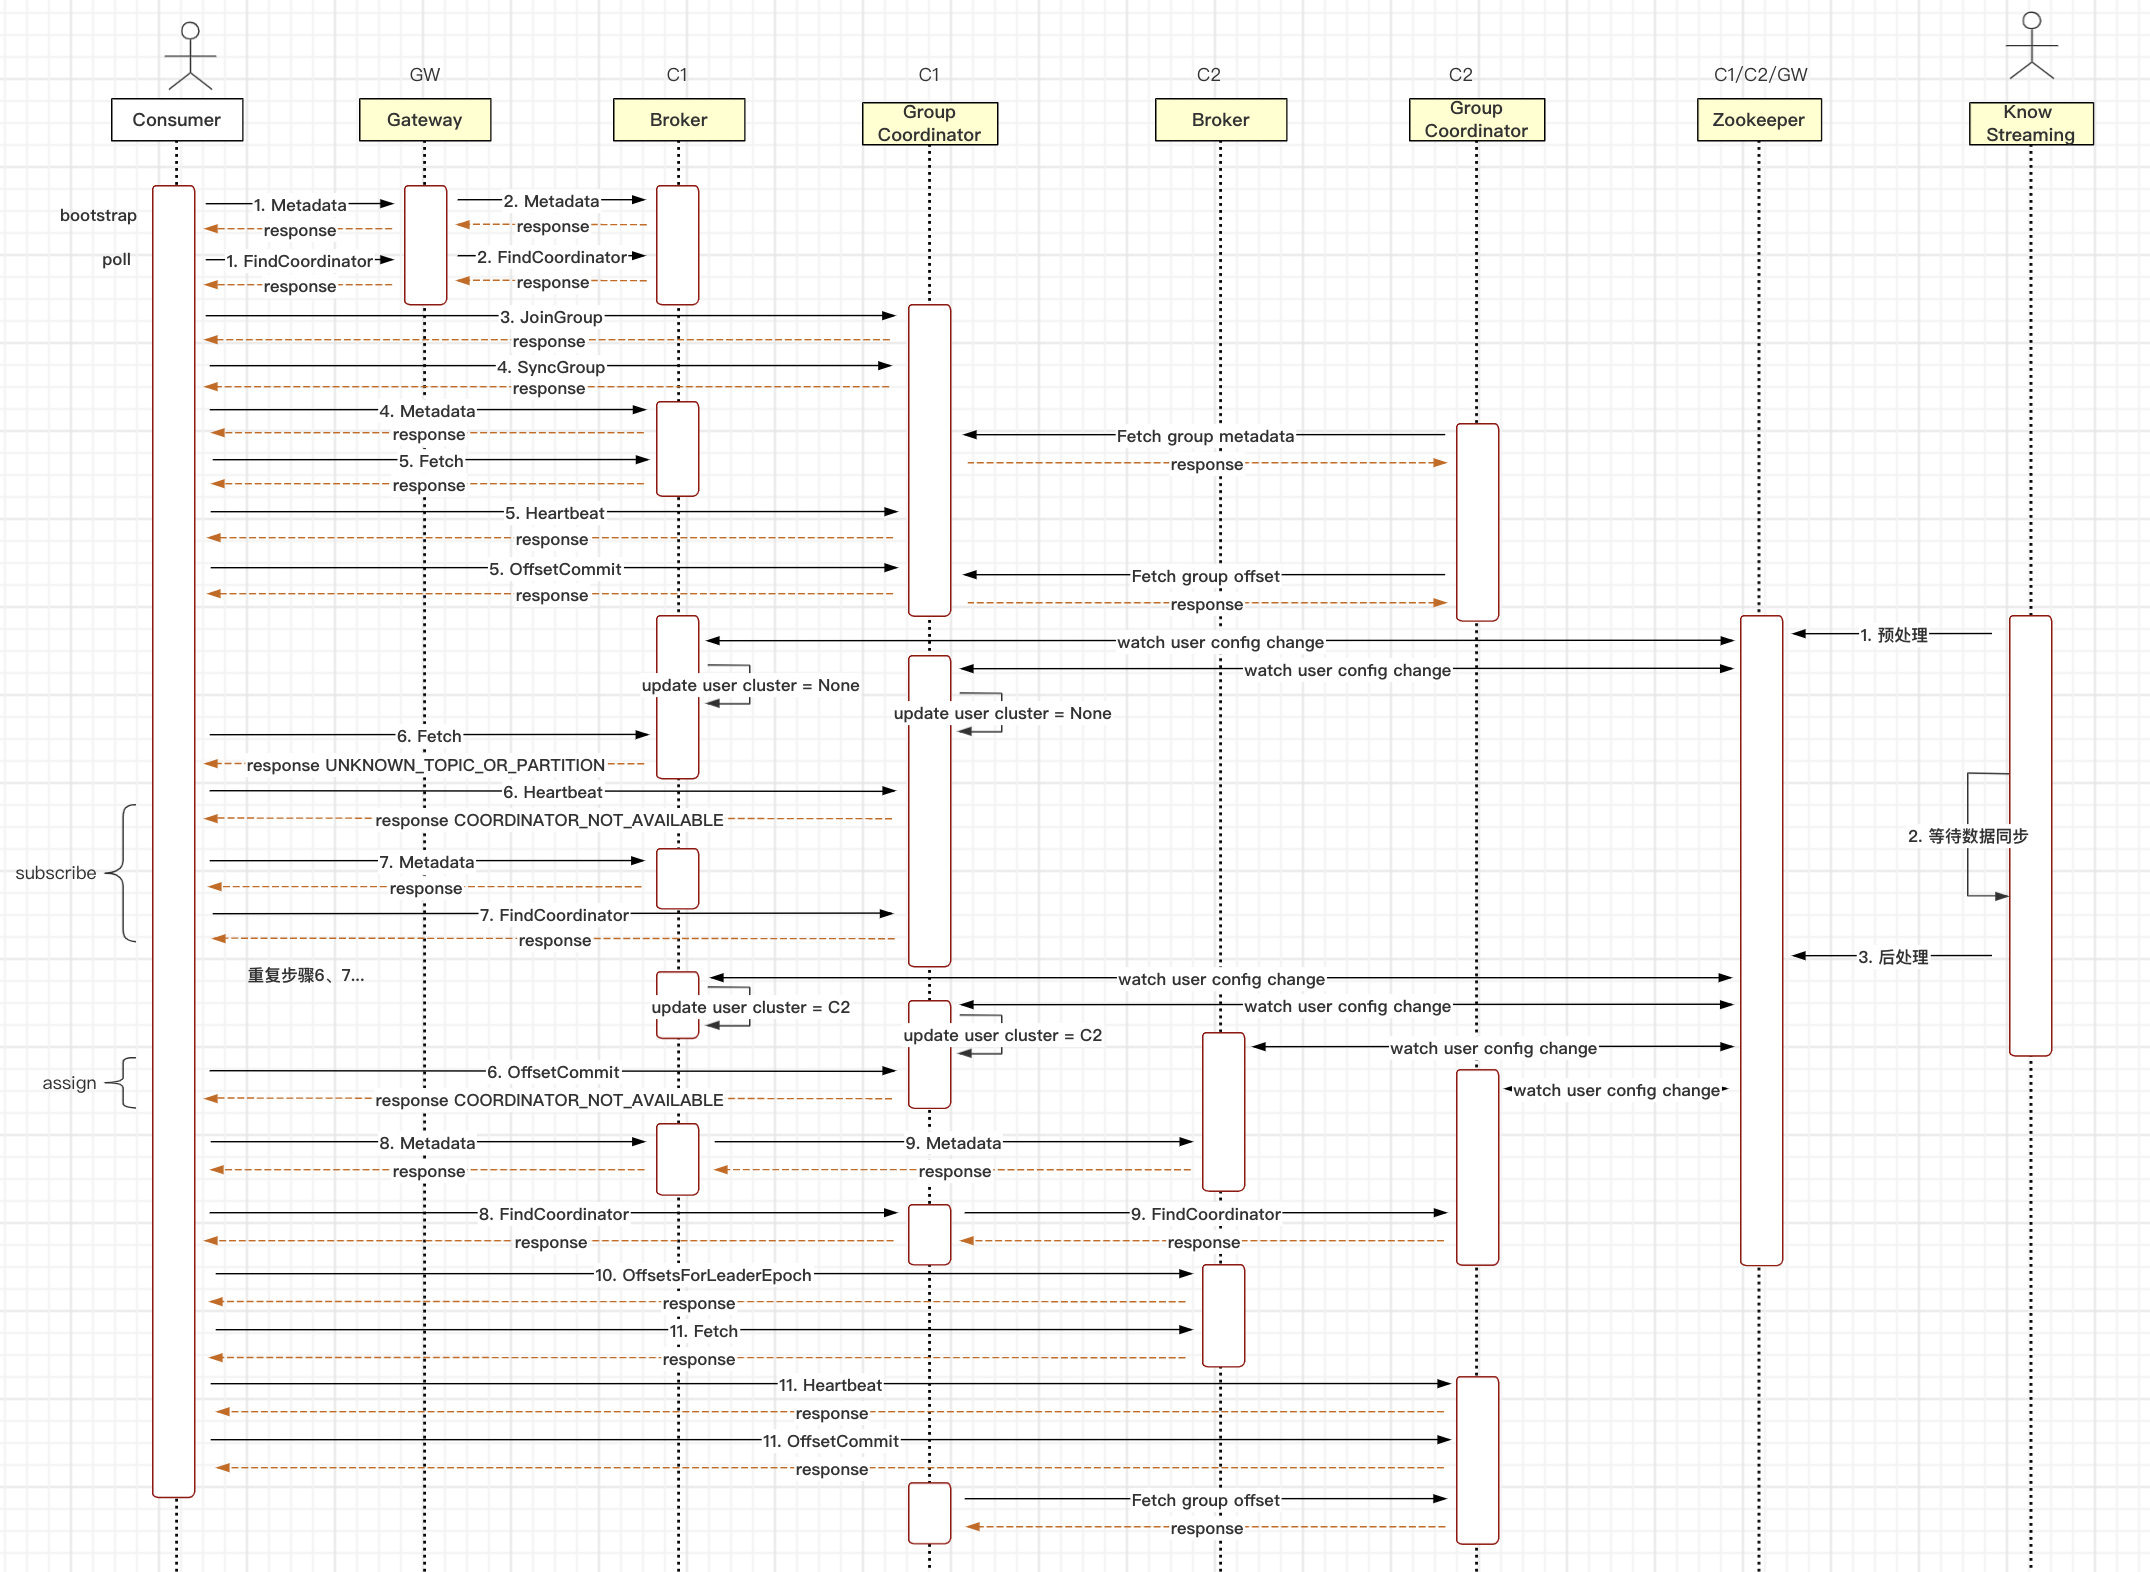 GW
C1
C1
C2
C2
C1/C2/GW
Consumer
Gateway
Broker
Group
Coordinator
Broker
Group
Coordinator
Zookeeper
Know
Streaming
bootstrap
1. Metadata
2. Metadata
response
response
poll
1. FindCoordinator
2. FindCoordinator
response
response
3. JoinGroup
response
4. SyncGroup
response
4. Metadata
response
Fetch group metadata
response
5. Fetch
response
5. Heartbeat
response
5. OffsetCommit
response
Fetch group offset
response
watch user config change
1. 预处理
watch user config change
update user cluster = None
update user cluster = None
6. Fetch
response UNKNOWN_TOPIC_OR_PARTITION
6. Heartbeat
response COORDINATOR_NOT_AVAILABLE
2. 等待数据同步
subscribe
7. Metadata
response
7. FindCoordinator
response
3. 后处理
重复步骤6、7...
watch user config change
watch user config change
update user cluster = C2
update user cluster = C2
watch user config change
assign
6. OffsetCommit
response COORDINATOR_NOT_AVAILABLE
watch user config change
8. Metadata
9. Metadata
response
response
8. FindCoordinator
9. FindCoordinator
response
response
10. OffsetsForLeaderEpoch
response
11. Fetch
response
11. Heartbeat
response
11. OffsetCommit
response
Fetch group offset
response